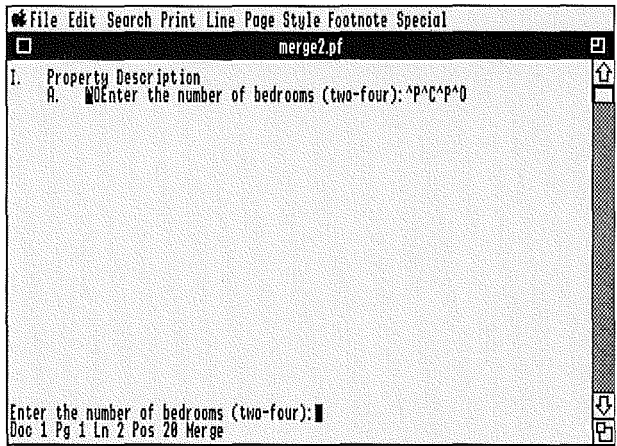 File Edit Search Print Line Page Style Footnote Special
merge2.pf
I. Property Description
A. ^OEnter the number of bedrooms (two-four):^P^C^P^O
Enter the number of bedrooms (two-four):
Doc 1 Pg 1 Ln 2 Pos 20 Merge